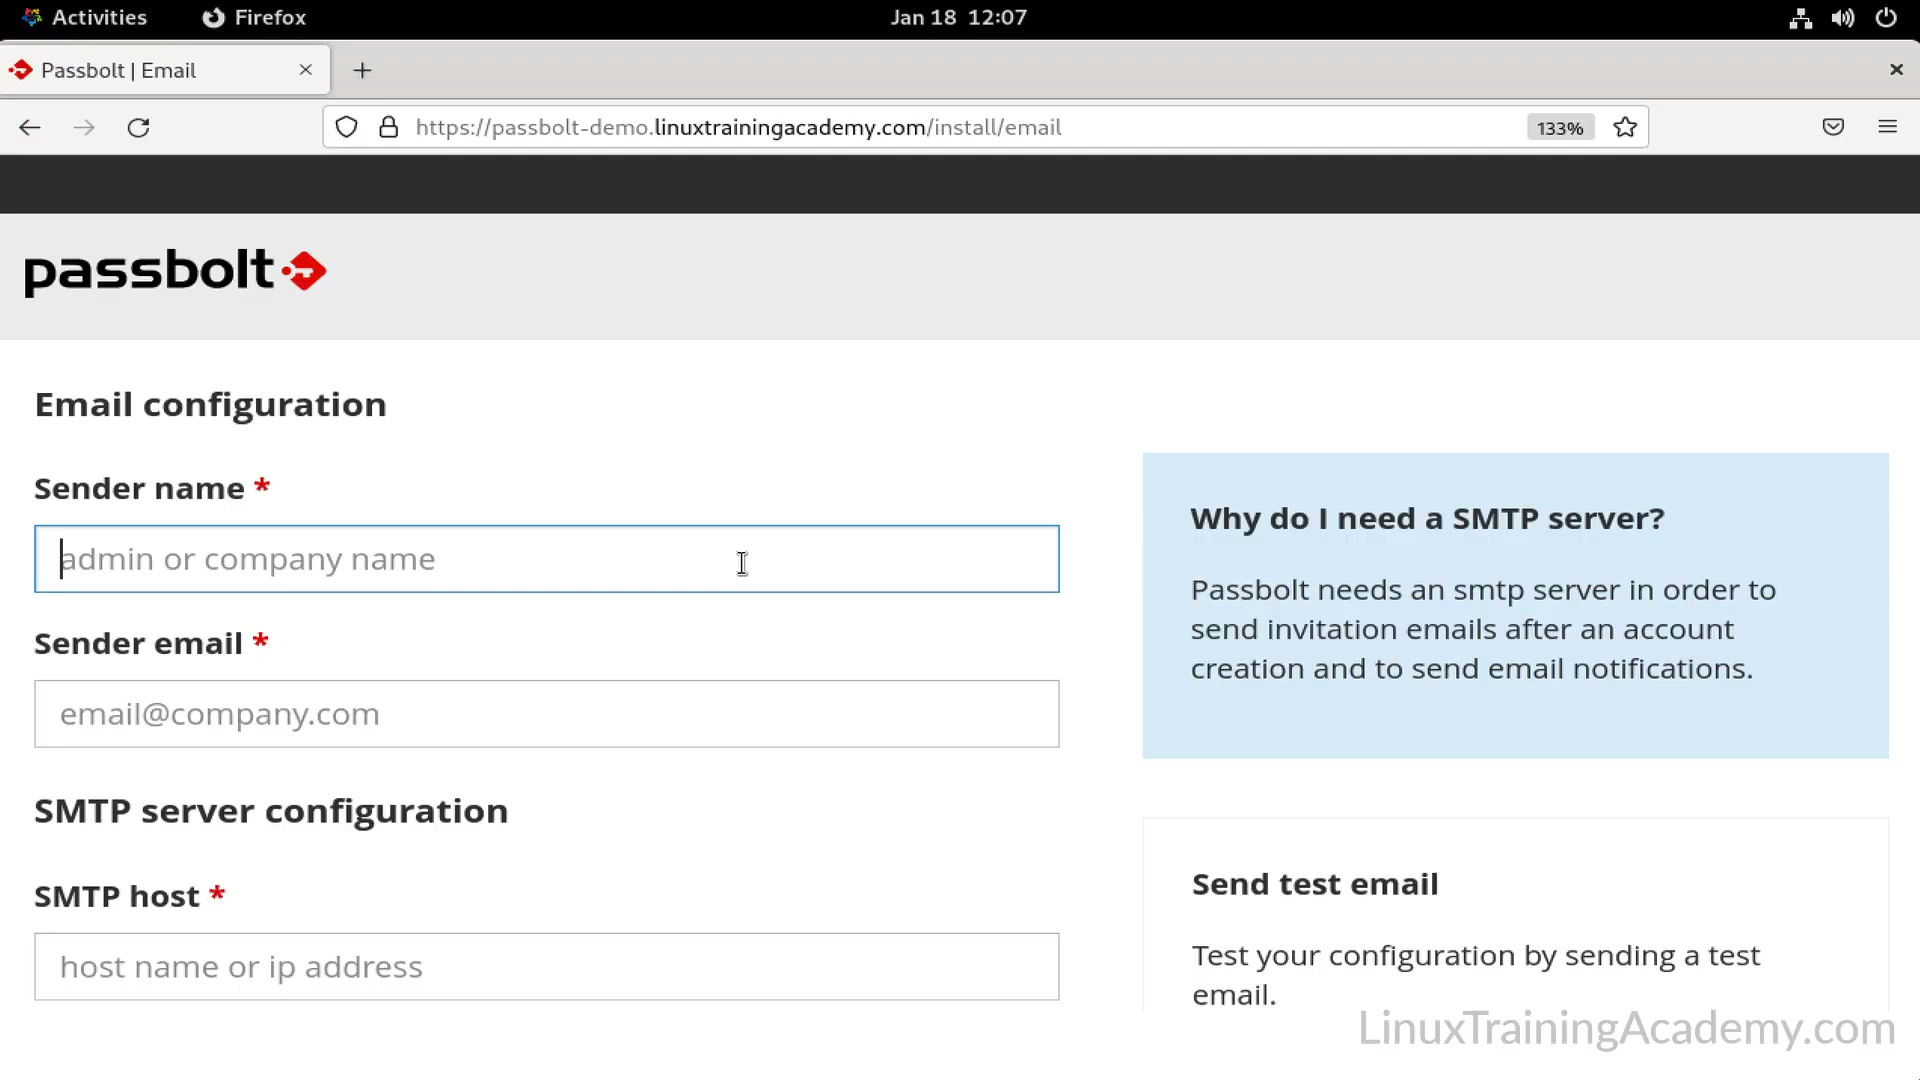 Activities Firefox Jan 18 12:07
Passbolt | Email
https://passbolt-demo.linuxtrainingacademy.com/install/email 133%
passbolt
Email configuration
Sender name *
admin or company name
Sender email *
email@company.com
SMTP server configuration
SMTP host *
host name or ip address
Why do I need a SMTP server?
Passbolt needs an smtp server in order to
send invitation emails after an account
creation and to send email notifications.
Send test email
Test your configuration by sending a test
email.
LinuxTrainingAcademy.com